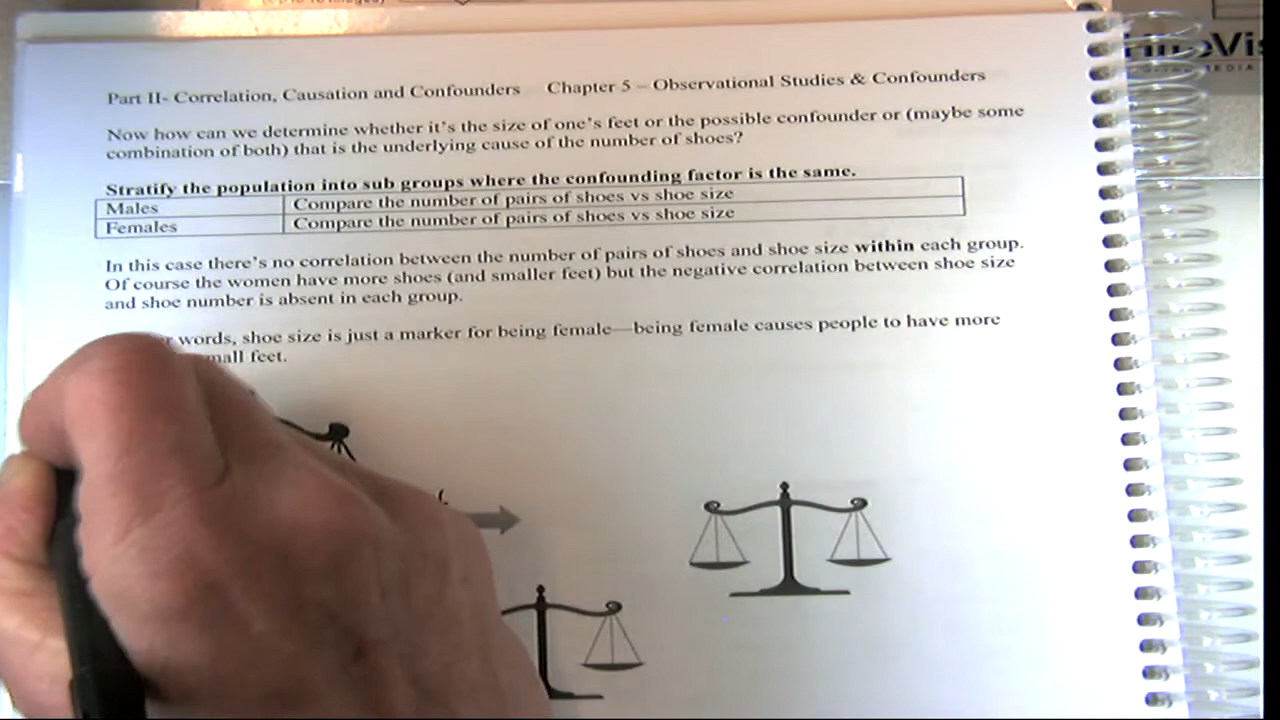 Part II- Correlation, Causation and Confounders Chapter 5 – Observational Studies & Confounders
Now how can we determine whether it's the size of one's feet or the possible confounder or (maybe some
combination of both) that is the underlying cause of the number of shoes?
Stratify the population into sub groups where the confounding factor is the same.
Males Compare the number of pairs of shoes vs shoe size
Females Compare the number of pairs of shoes vs shoe size
In this case there's no correlation between the number of pairs of shoes and shoe size within each group.
Of course the women have more shoes (and smaller feet) but the negative correlation between shoe size
and shoe number is absent in each group.
words, shoe size is just a marker for being female—being female causes people to have more
feet.